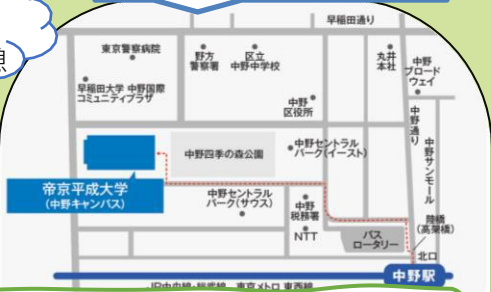 早稲田通り
東京警察病院
野方
警察署
区立
中野中学校
丸井
本社
中野
ブロード
ウェイ
早稲田大学 中野国際
コミュニティプラザ
中野
区役所
中野通り
中野サンモール
中野四季の森公園
中野セントラル
パーク(イースト)
帝京平成大学
(中野キャンパス)
中野セントラル
パーク(サウス)
中野
税務署
NTT
バス
ロータリー
陸橋
(高架橋)
北口
中野駅
JR中央線・総武線 東京メトロ 東西線